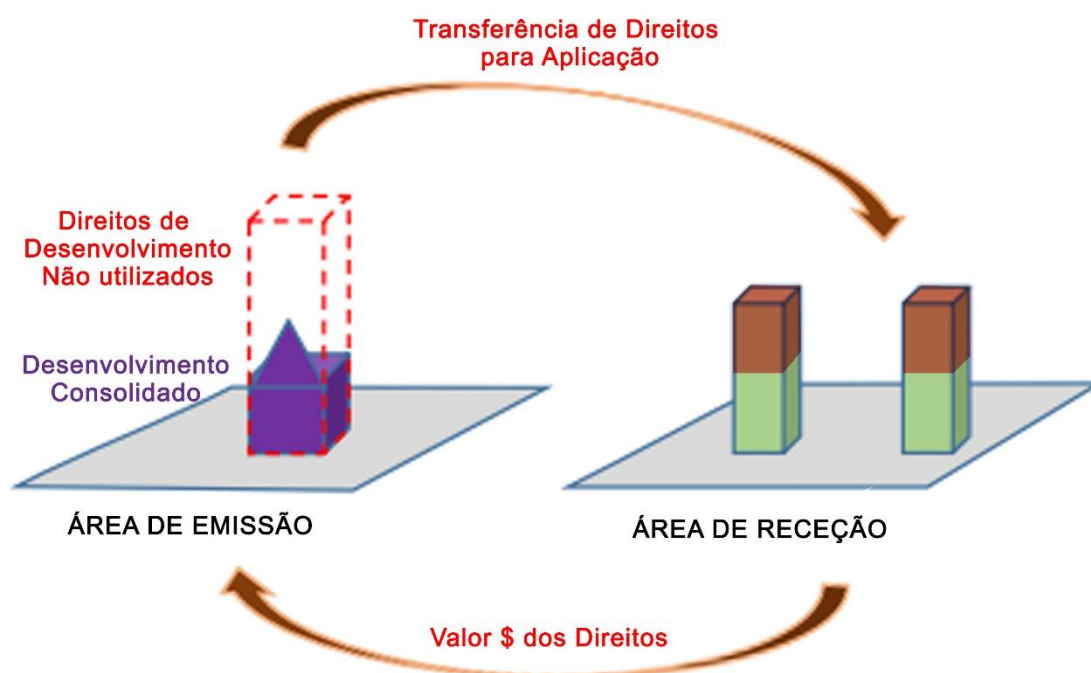 Transferência de Direitos
para Aplicação
Direitos de
Desenvolvimento
Não utilizados
Desenvolvimento
Consolidado
ÁREA DE EMISSÃO
ÁREA DE RECEÇÃO
Valor $ dos Direitos